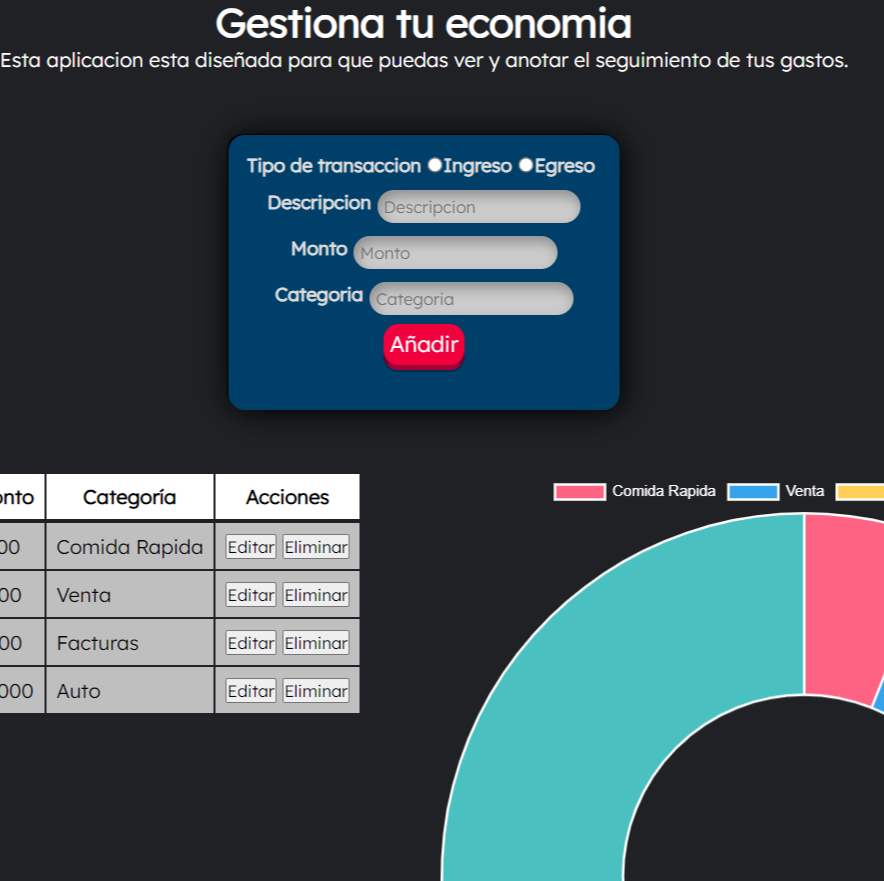 Gestiona tu economia
Esta aplicacion esta diseñada para que puedas ver y anotar el seguimiento de tus gastos.
Tipo de transaccion Ingreso Egreso
Descripcion Descripcion
Monto Monto
Categoria Categoria
Añadir
onto Categoría Acciones
00 Comida Rapida Editar Eliminar
00 Venta Editar Eliminar
00 Facturas Editar Eliminar
000 Auto Editar Eliminar
Comida Rapida Venta